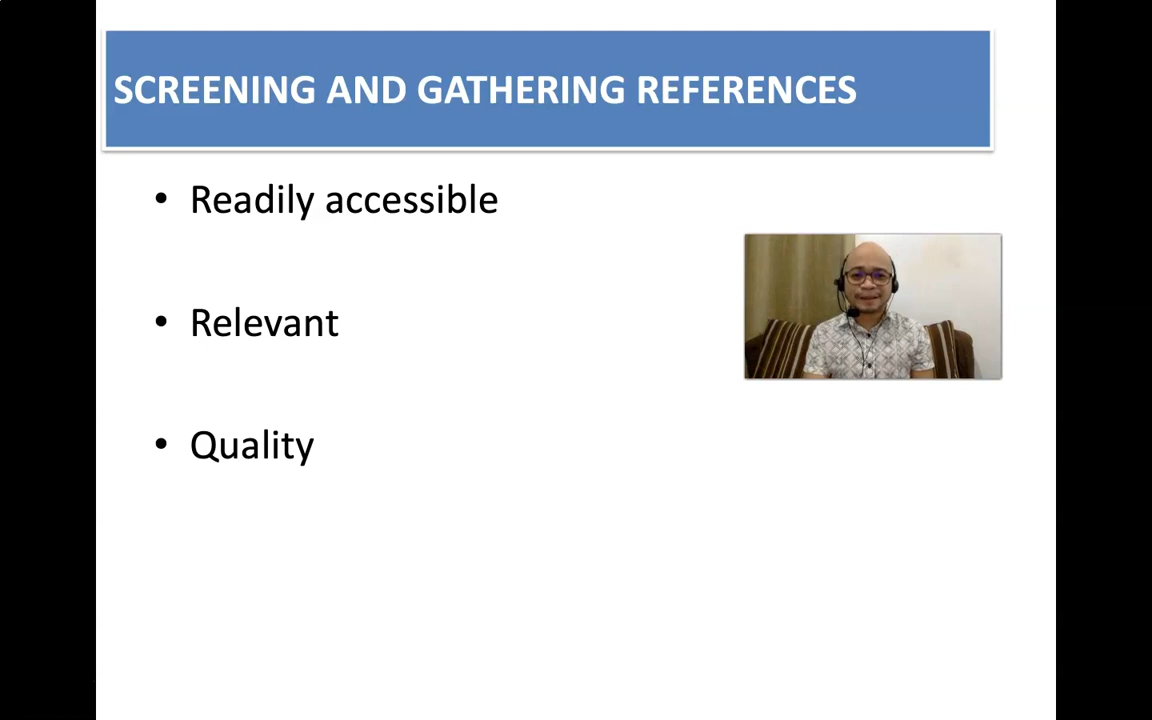 SCREENING AND GATHERING REFERENCES
• Readily accessible
• Relevant
• Quality